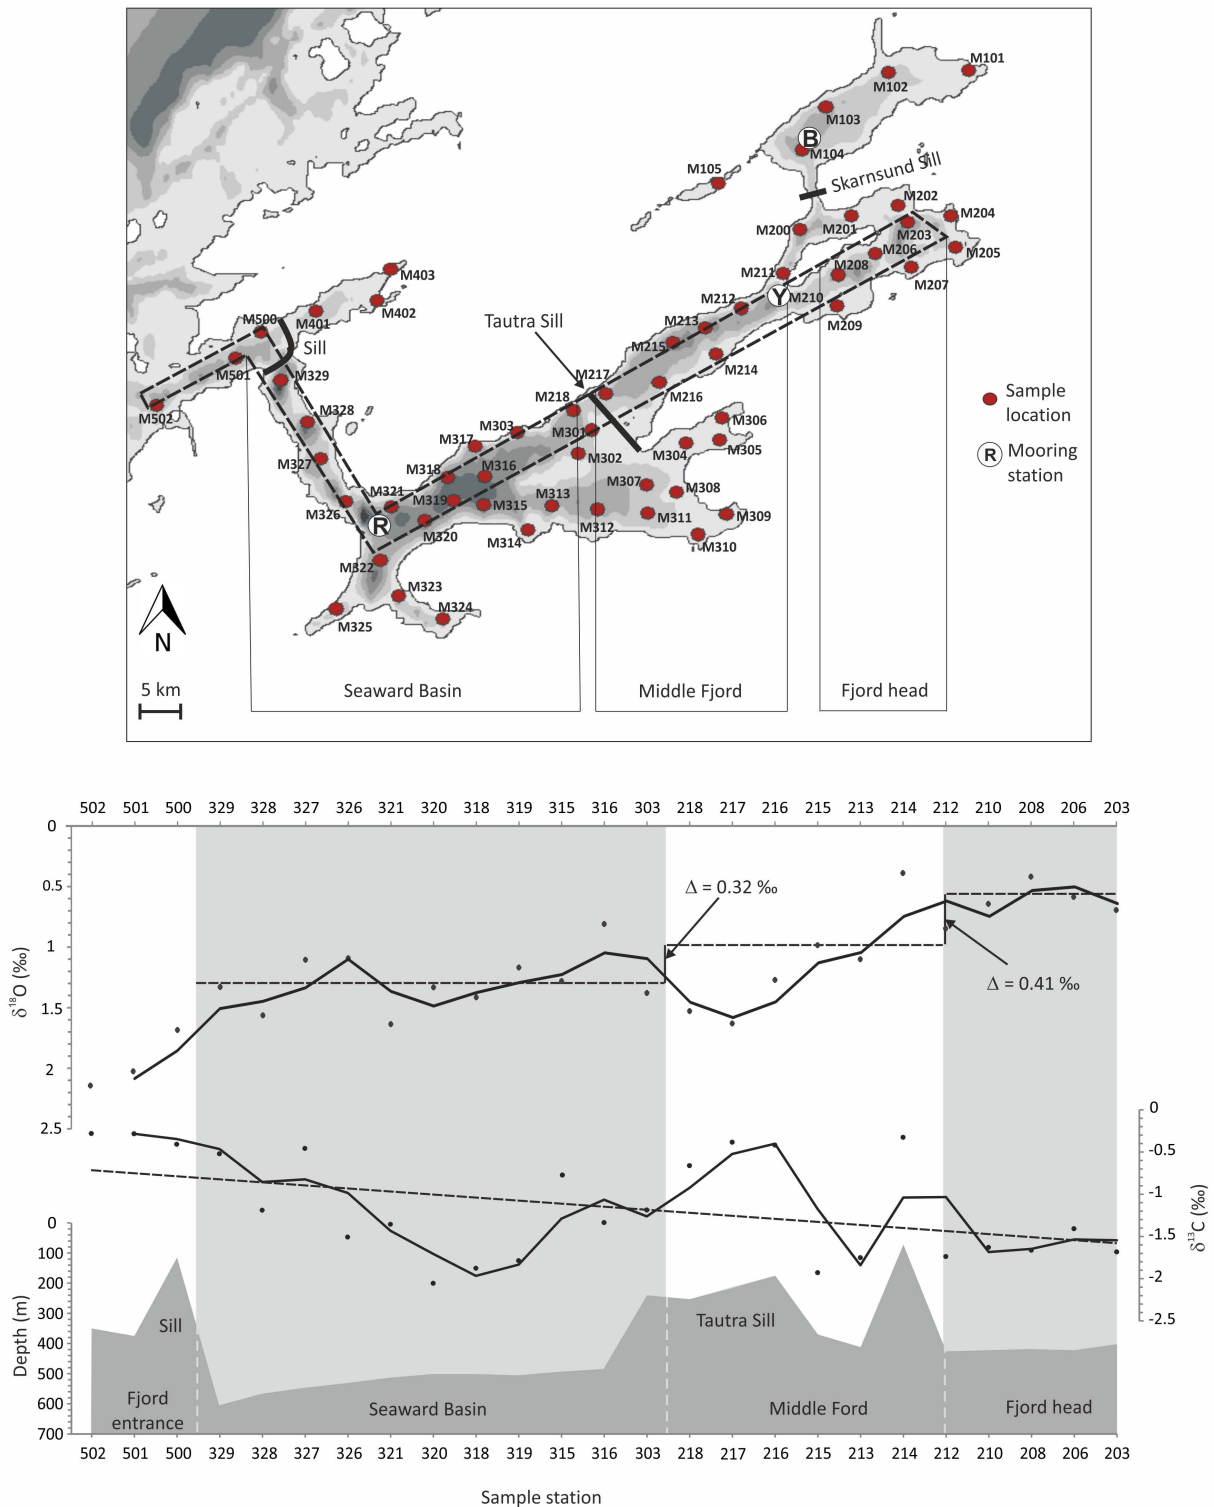 M101
M102
M103
B
M104
M105
Skarnsund Sill
M202
M204
M200
M201
M203
M206
M205
M211
M208
M207
M403
Y
M210
M212
M209
M402
M500
M401
Tautra Sill
M213
Sill
M215
M501
M214
M329
M217
Sample
location
M502
M218
M216
M328
M303
M301
M306
R
Mooring
station
M317
M304
M305
M327
M318
M316
M302
M307
M308
M321
M319
M313
M326
R
M315
M309
M320
M312
M311
M314
M310
M322
M323
M324
M325
N
5 km
Seaward Basin
Middle Fjord
Fjord head
502 501 500 329 328 327 326 321 320 318 319 315 316 303 218 217 216 215 213 214 212 210 208 206 203
0
0.5
1
1.5
2
2.5
δ18O (‰)
Δ = 0.32 ‰
Δ = 0.41 ‰
0
-0.5
-1
-1.5
-2
-2.5
δ13C (‰)
0
100
200
300
400
500
600
700
Depth (m)
Sill
Tautra Sill
Fjord
entrance
Seaward Basin
Middle Ford
Fjord head
502 501 500 329 328 327 326 321 320 318 319 315 316 303 218 217 216 215 213 214 212 210 208 206 203
Sample station